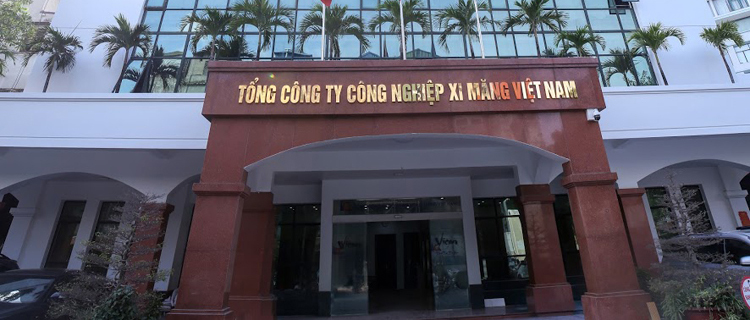 TỔNG CÔNG TY CÔNG NGHIỆP XI MĂNG VIỆT NAM